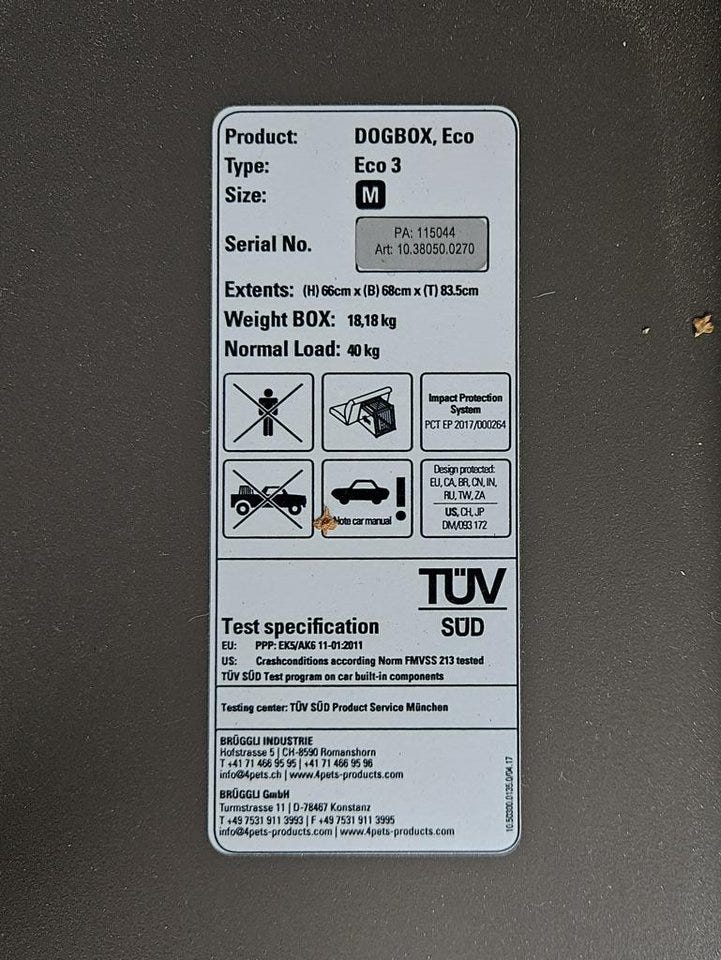 Product: DOGBOX, Eco
Type: Eco 3
Size: M
Serial No. PA: 115044
Art: 10.38050.0270
Extents: (H) 66cm x (B) 68cm x (T) 83.5cm
Weight BOX: 18,18 kg
Normal Load: 40 kg
Impact Protection
System
PCT EP 2017/000264
Note car manual
!
Design protected:
EU, CA, BR, CN, IN,
RU, TW, ZA
US, CH, JP
DM/093 172
TÜV
SÜD
Test specification
EU: PPP: EK5/AK6 11-01:2011
US: Crashconditions according Norm FMVSS 213 tested
TÜV SÜD Test program on car built-in components
Testing center: TÜV SÜD Product Service München
BRÜGGLI INDUSTRIE
Hofstrasse 5 | CH-8590 Romanshorn
T +41 71 466 95 95 | +41 71 466 95 96
info@4pets.ch | www.4pets-products.com
BRÜGGLI GmbH
Turmstrasse 11 | D-78467 Konstanz
T +49 7531 911 3993 | F +49 7531 911 3995
info@4pets-products.com | www.4pets-products.com
10.50300.0135.0/04.17